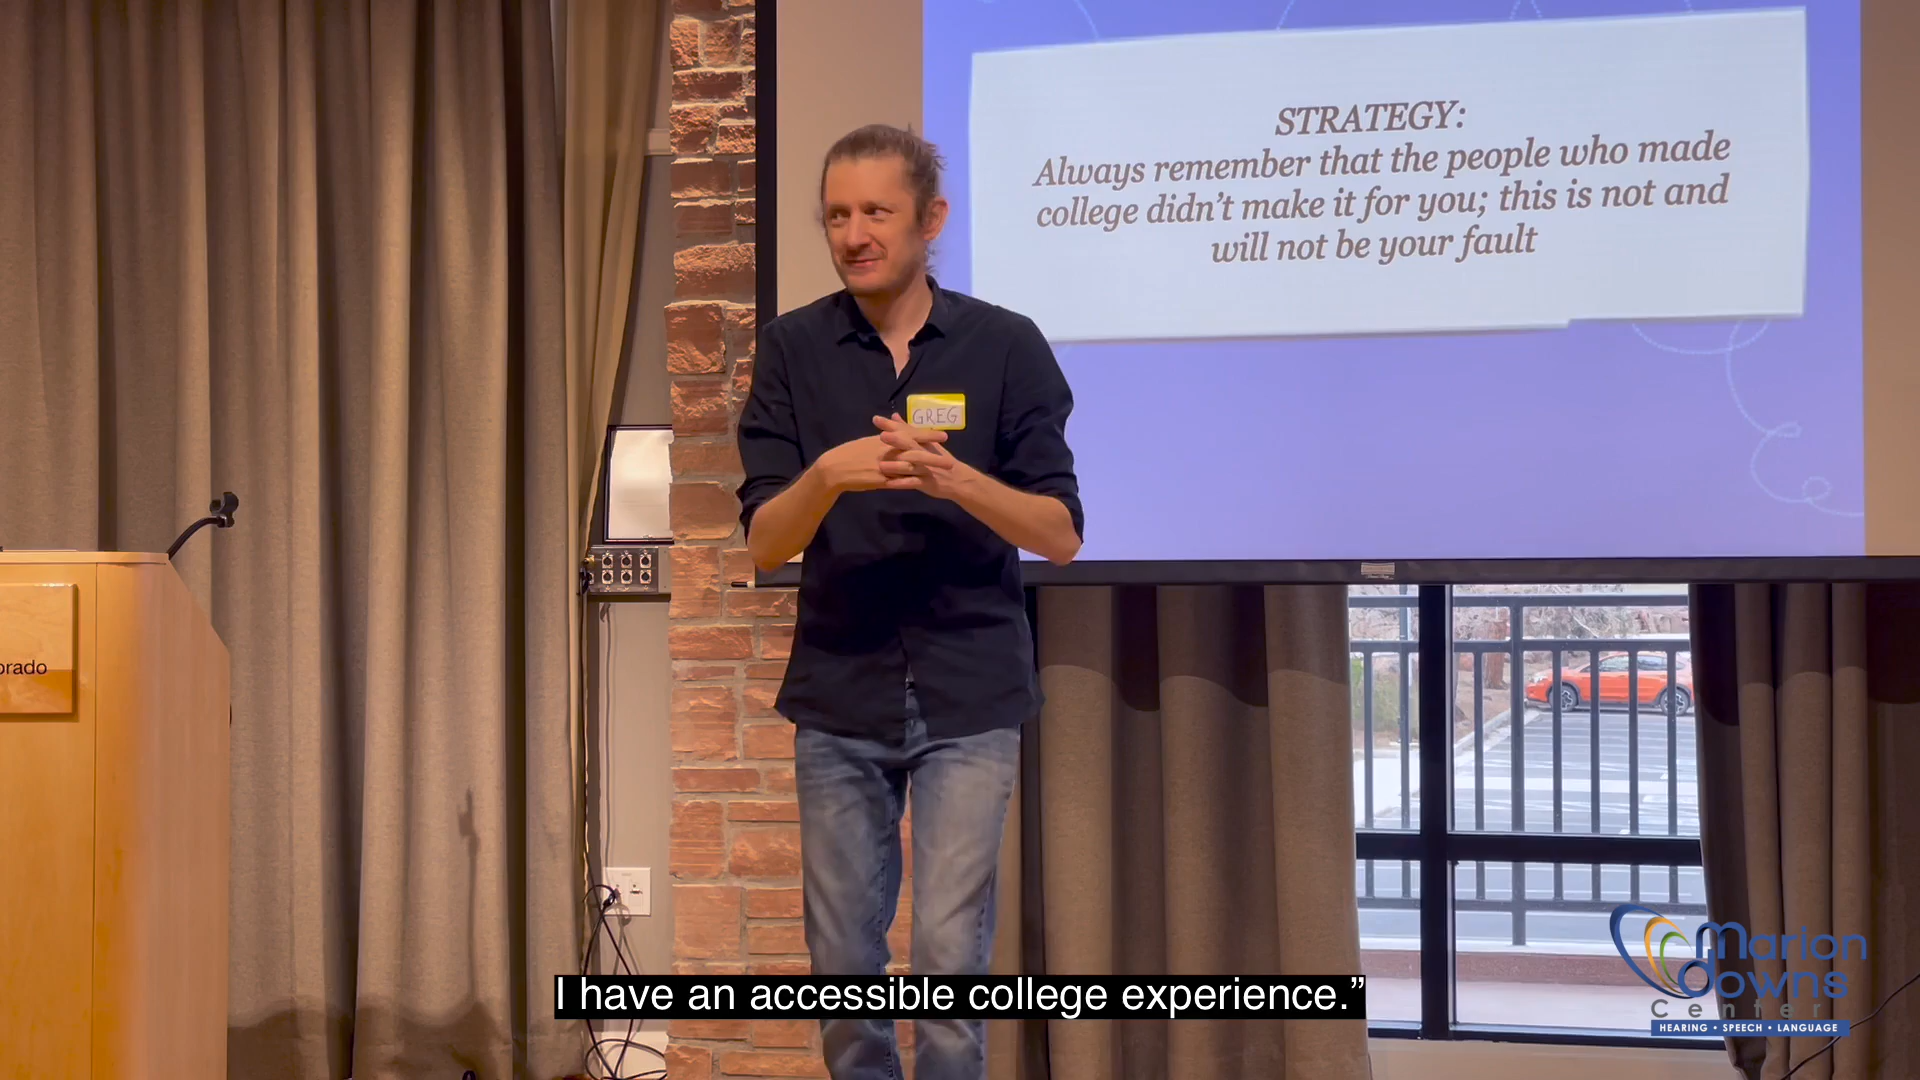 STRATEGY:
Always remember that the people who made
college didn't make it for you; this is not and
will not be your fault
GREG
orado
I have an accessible college experience.”
marion
downs
Center
HEARING • SPEECH • LANGUAGE